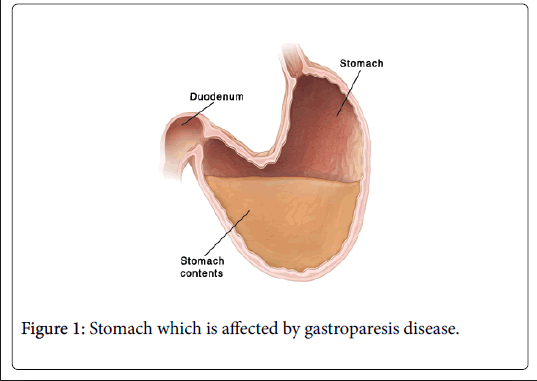 Stomach
Duodenum
Stomach
contents
Figure 1: Stomach which is affected by gastroparesis disease.